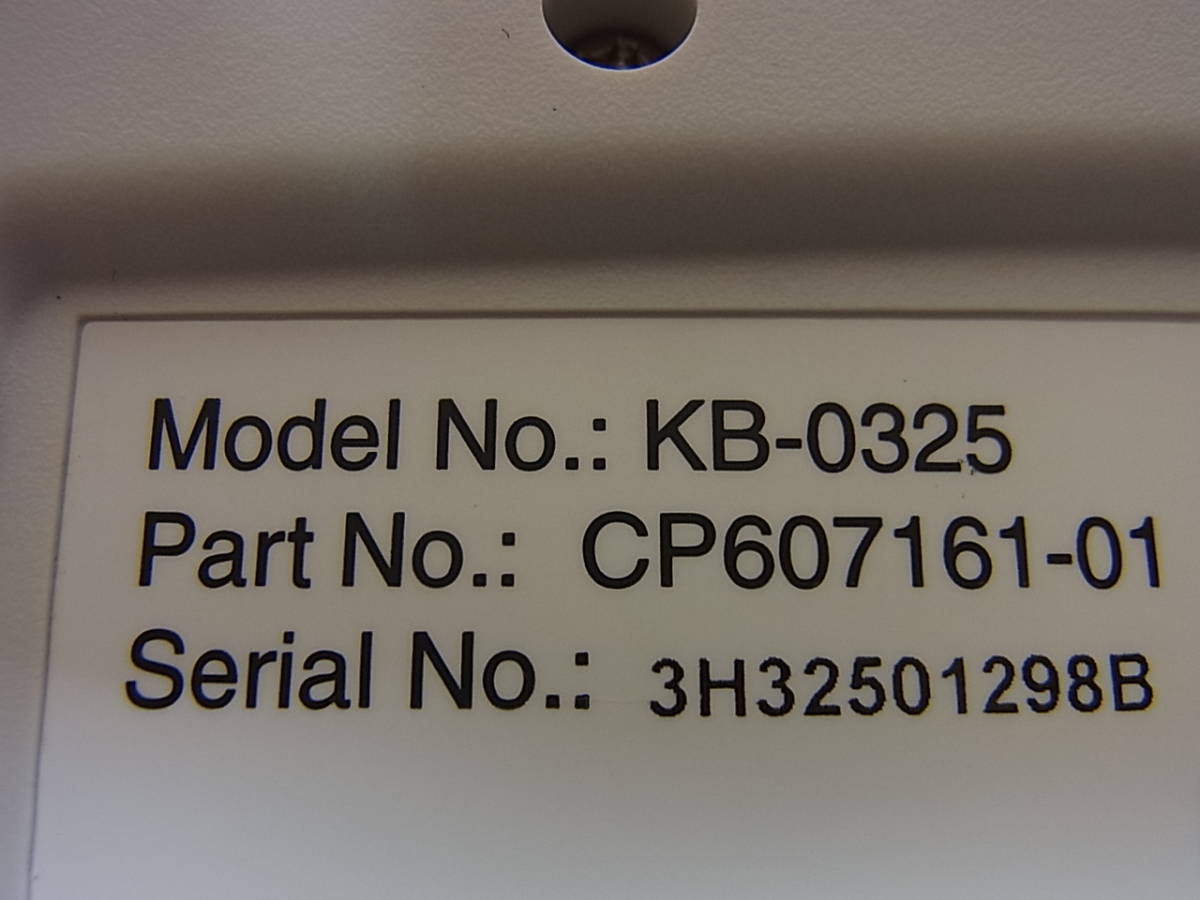 Model No.: KB-0325
Part No.: CP607161-01
Serial No.: 3H32501298B